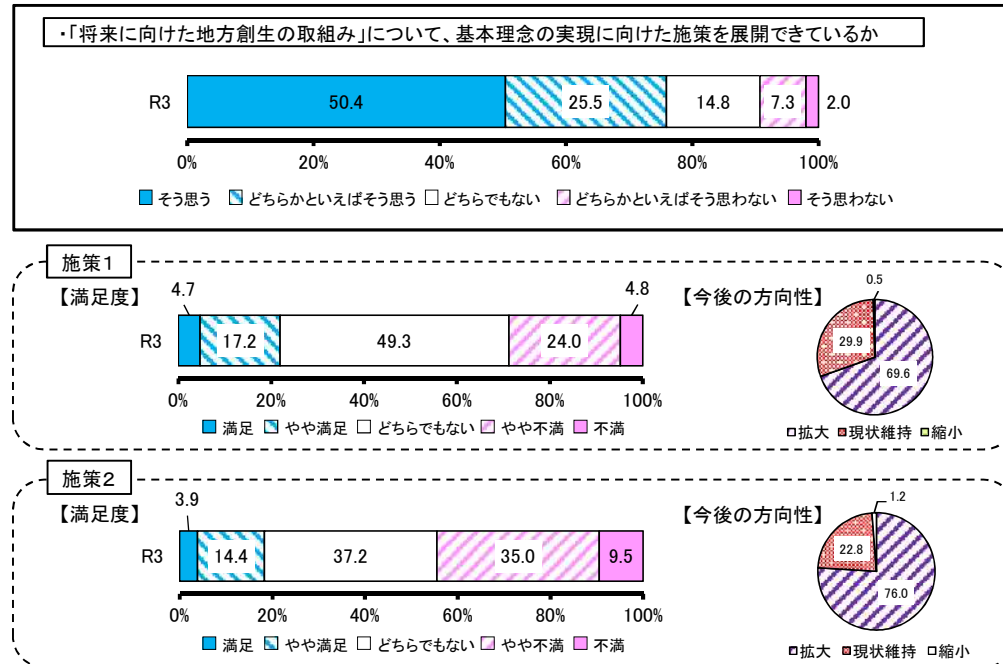 ・「将来に向けた地方創生の取組み」について、基本理念の実現に向けた施策を展開できているか
R3 50.4 25.5 14.8 7.3 2.0
0% 20% 40% 60% 80% 100%
そう思う どちらかといえばそう思う どちらでもない どちらかといえばそう思わない そう思わない
施策1
【満足度】 4.7 4.8
R3 17.2 49.3 24.0
0% 20% 40% 60% 80% 100%
満足 やや満足 どちらでもない やや不満 不満
【今後の方向性】 0.5
29.9
69.6
拡大 現状維持 縮小
施策2
【満足度】 3.9
R3 14.4 37.2 35.0 9.5
0% 20% 40% 60% 80% 100%
満足 やや満足 どちらでもない やや不満 不満
【今後の方向性】 1.2
22.8
76.0
拡大 現状維持 縮小